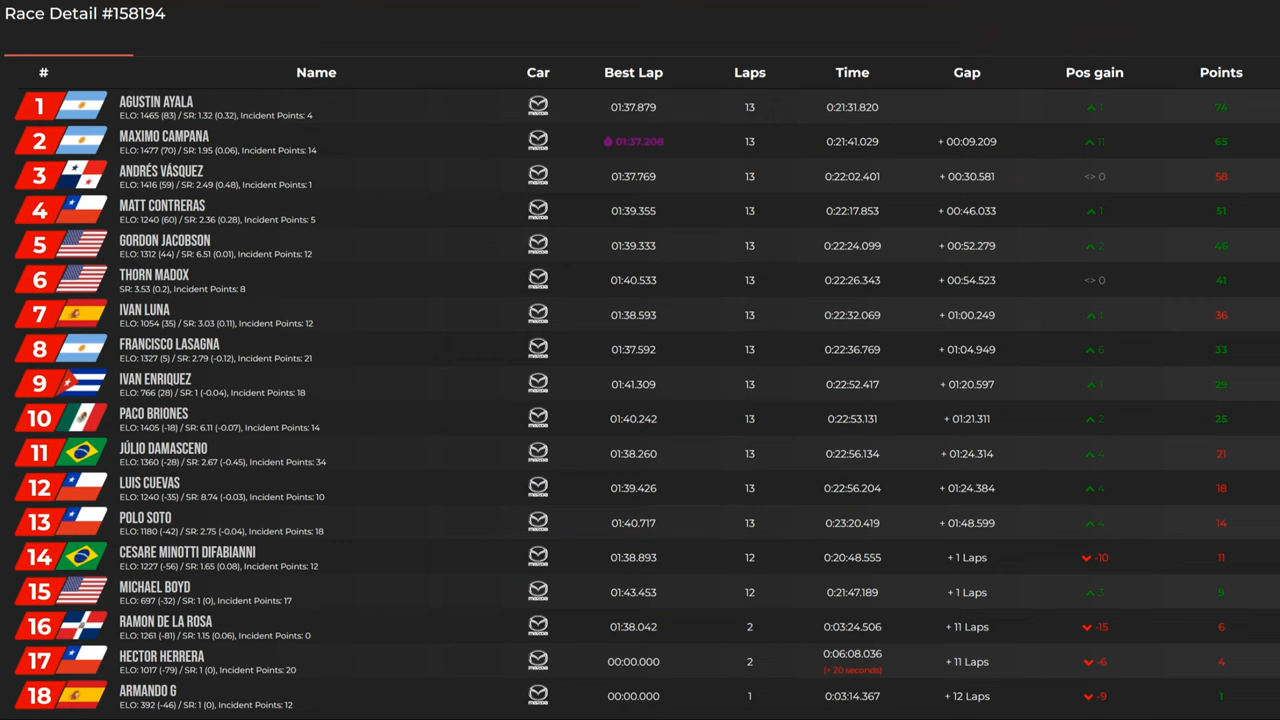 Race Detail #158194
# Name Car Best Lap Laps Time Gap Pos gain Points
1 AGUSTIN AYALA 01:37.879 13 0:21:31.820 1 74
ELO: 1465 (83) / SR: 1.32 (0.32), Incident Points: 4
2 MAXIMO CAMPANA 01:37.208 13 0:21:41.029 + 00:09.209 11 65
ELO: 1477 (70) / SR: 1.95 (0.06), Incident Points: 14
3 ANDRÉS VÁSQUEZ 01:37.769 13 0:22:02.401 + 00:30.581 <> 0 58
ELO: 1416 (59) / SR: 2.49 (0.48), Incident Points: 1
4 MATT CONTRERAS 01:39.355 13 0:22:17.853 + 00:46.033 1 51
ELO: 1240 (60) / SR: 2.36 (0.28), Incident Points: 5
5 GORDON JACOBSON 01:39.333 13 0:22:24.099 + 00:52.279 2 46
ELO: 1312 (44) / SR: 6.51 (0.01), Incident Points: 12
6 THORN MADOX 01:40.533 13 0:22:26.343 + 00:54.523 <> 0 41
SR: 3.53 (0.2), Incident Points: 8
7 IVAN LUNA 01:38.593 13 0:22:32.069 + 01:00.249 1 36
ELO: 1054 (35) / SR: 3.03 (0.11), Incident Points: 12
8 FRANCISCO LASAGNA 01:37.592 13 0:22:36.769 + 01:04.949 6 33
ELO: 1327 (5) / SR: 2.79 (-0.12), Incident Points: 21
9 IVAN ENRIQUEZ 01:41.309 13 0:22:52.417 + 01:20.597 1 29
ELO: 766 (28) / SR: 1 (-0.04), Incident Points: 18
10 PACO BRIONES 01:40.242 13 0:22:53.131 + 01:21.311 2 25
ELO: 1405 (-18) / SR: 6.11 (-0.07), Incident Points: 14
11 JÚLIO DAMASCENO 01:38.260 13 0:22:56.134 + 01:24.314 4 21
ELO: 1360 (-28) / SR: 2.67 (-0.45), Incident Points: 34
12 LUIS CUEVAS 01:39.426 13 0:22:56.204 + 01:24.384 4 18
ELO: 1240 (-35) / SR: 8.74 (-0.03), Incident Points: 10
13 POLO SOTO 01:40.717 13 0:23:20.419 + 01:48.599 4 14
ELO: 1180 (-42) / SR: 2.75 (-0.04), Incident Points: 18
14 CESARE MINOTTI DIFABIANNI 01:38.893 12 0:20:48.555 + 1 Laps -10 11
ELO: 1227 (-56) / SR: 1.65 (0.08), Incident Points: 12
15 MICHAEL BOYD 01:43.453 12 0:21:47.189 + 1 Laps 3 9
ELO: 697 (-32) / SR: 1 (0), Incident Points: 17
16 RAMON DE LA ROSA 01:38.042 2 0:03:24.506 + 11 Laps -15 6
ELO: 1261 (-81) / SR: 1.15 (0.06), Incident Points: 0
17 HECTOR HERRERA 00:00.000 2 0:06:08.036 + 11 Laps -6 4
ELO: 1017 (-79) / SR: 1 (0), Incident Points: 20 (+ 20 seconds)
18 ARMANDO G 00:00.000 1 0:03:14.367 + 12 Laps -9 1
ELO: 392 (-46) / SR: 1 (0), Incident Points: 12